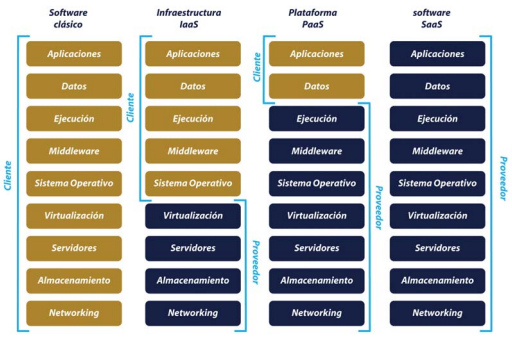 Software
clásico
Infraestructura
IaaS
Plataforma
PaaS
software
SaaS
Aplicaciones
Aplicaciones
Aplicaciones
Aplicaciones
Datos
Datos
Datos
Datos
Ejecución
Ejecución
Ejecución
Ejecución
Middleware
Middleware
Middleware
Middleware
Sistema Operativo
Sistema Operativo
Sistema Operativo
Sistema Operativo
Virtualización
Virtualización
Virtualización
Virtualización
Servidores
Servidores
Servidores
Servidores
Almacenamiento
Almacenamiento
Almacenamiento
Almacenamiento
Networking
Networking
Networking
Networking
Cliente
Cliente
Proveedor
Cliente
Proveedor
Proveedor